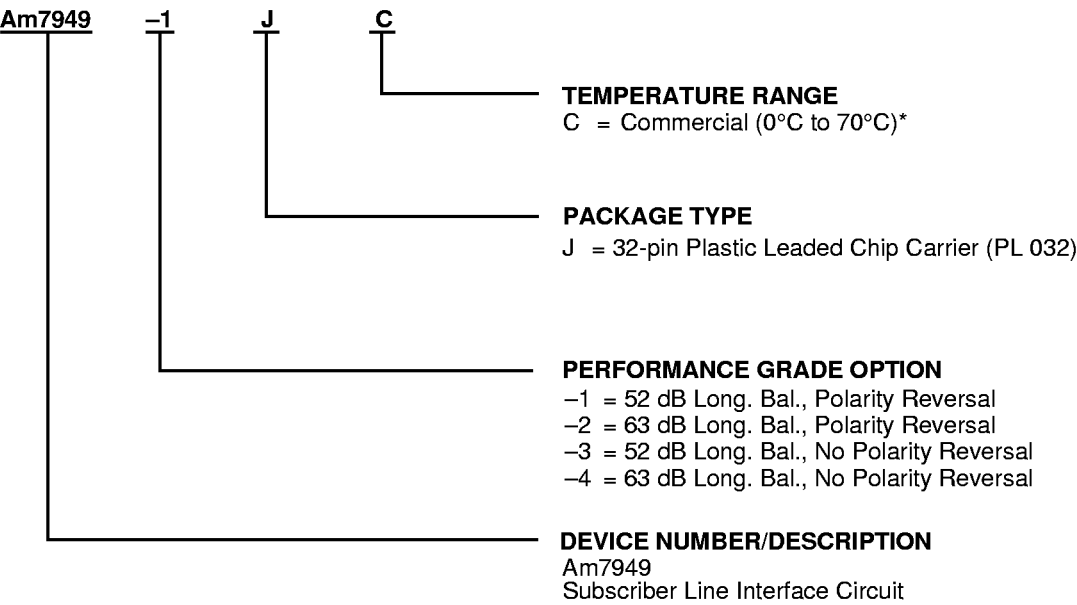 Am7949 –1 J C
TEMPERATURE RANGE
C = Commercial (0°C to 70°C)*
PACKAGE TYPE
J = 32-pin Plastic Leaded Chip Carrier (PL 032)
PERFORMANCE GRADE OPTION
–1 = 52 dB Long. Bal., Polarity Reversal
–2 = 63 dB Long. Bal., Polarity Reversal
–3 = 52 dB Long. Bal., No Polarity Reversal
–4 = 63 dB Long. Bal., No Polarity Reversal
DEVICE NUMBER/DESCRIPTION
Am7949
Subscriber Line Interface Circuit